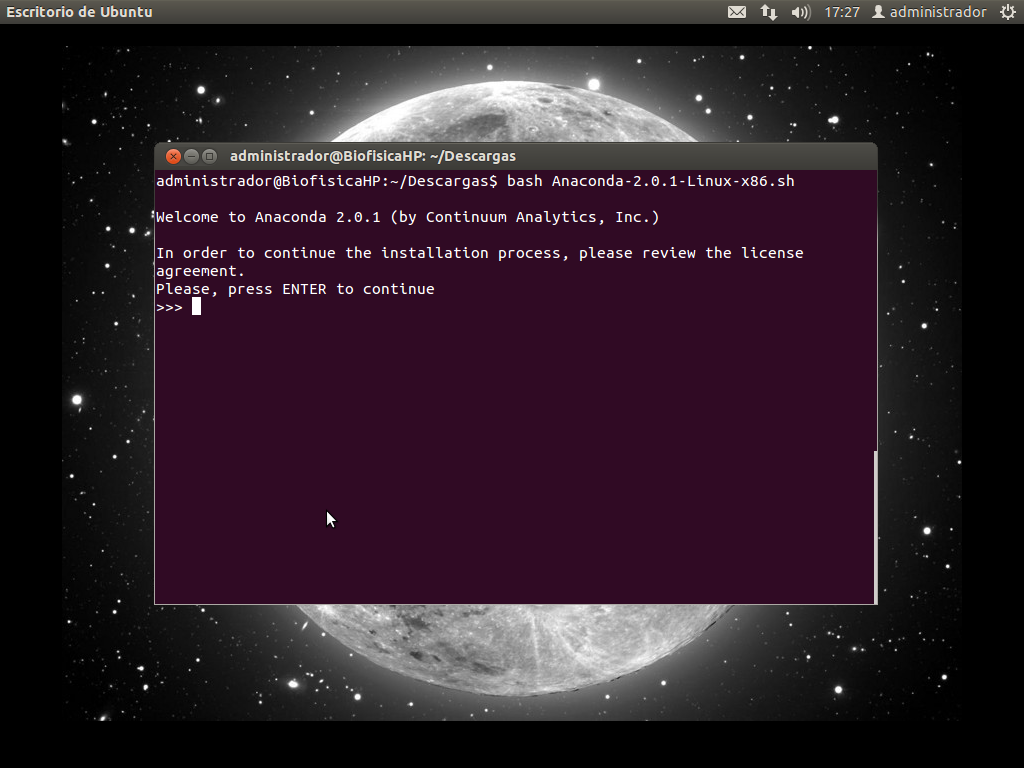 Escritorio de Ubuntu
17:27 administrador
administrador@BiofisicaHP: ~/Descargas
administrador@BiofisicaHP:~/Descargas$ bash Anaconda-2.0.1-Linux-x86.sh
Welcome to Anaconda 2.0.1 (by Continuum Analytics, Inc.)
In order to continue the installation process, please review the license
agreement.
Please, press ENTER to continue
>>>